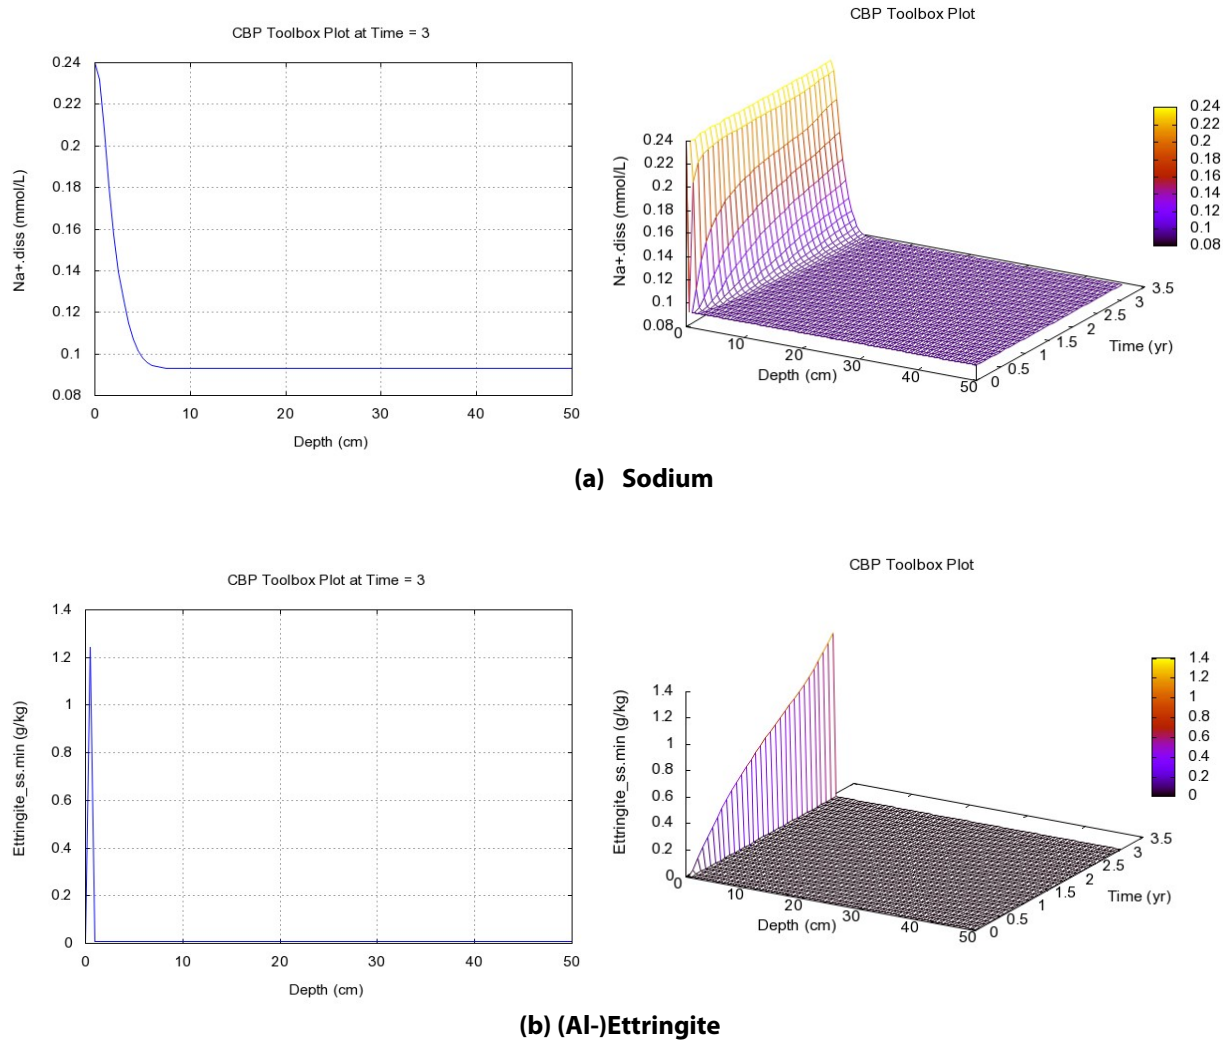 CBP Toolbox Plot at Time = 3
0.24
0.22
0.2
0.18
0.16
0.14
0.12
0.1
0.08
Na+.diss (mmol/L)
0 10 20 30 40 50
Depth (cm)
CBP Toolbox Plot
0.24
0.22
0.2
0.18
0.16
0.14
0.12
0.1
0.08
Na+.diss (mmol/L)
0 10 20 30 40 50
Depth (cm)
0 0.5 1 1.5 2 2.5 3 3.5
Time (yr)
0.24
0.22
0.2
0.18
0.16
0.14
0.12
0.1
0.08
(a) Sodium
CBP Toolbox Plot at Time = 3
1.4
1.2
1
0.8
0.6
0.4
0.2
0
Ettringite_ss.min (g/kg)
0 10 20 30 40 50
Depth (cm)
CBP Toolbox Plot
1.4
1.2
1
0.8
0.6
0.4
0.2
0
Ettringite_ss.min (g/kg)
0 10 20 30 40 50
Depth (cm)
0 0.5 1 1.5 2 2.5 3 3.5
Time (yr)
1.4
1.2
1
0.8
0.6
0.4
0.2
0
(b) (Al-)Ettringite